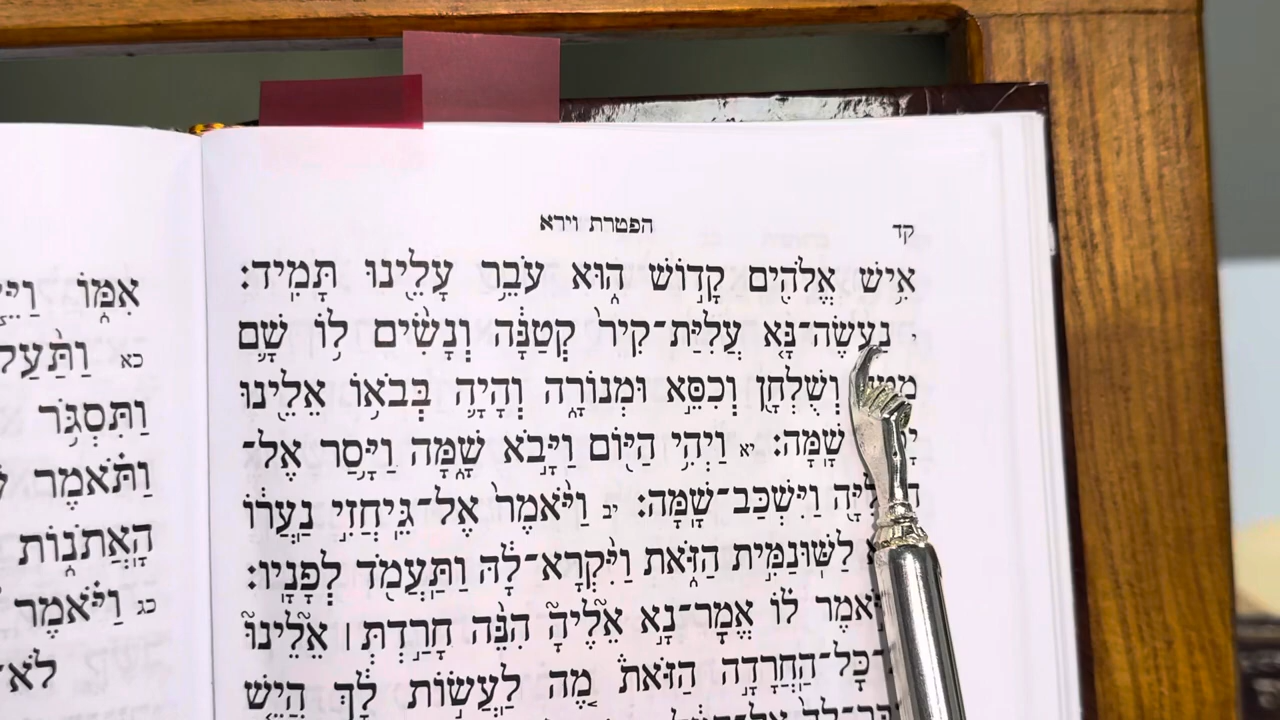 קד הפטרת וירא
אִ֥ישׁ אֱלֹהִ֖ים קָד֣וֹשׁ ה֑וּא עֹבֵ֥ר עָלֵ֖ינוּ תָּמִֽיד׃
י נַֽעֲשֶׂה־נָּ֤א עֲלִיַּת־קִיר֙ קְטַנָּ֔ה וְנָשִׂ֨ים ל֥וֹ שָׁ֛ם
וְשֻׁלְחָ֖ן וְכִסֵּ֣א וּמְנוֹרָ֑ה וְהָיָ֛ה בְּבֹא֥וֹ אֵלֵ֖ינוּ
שָֽׁמָּה׃ יא וַיְהִ֥י הַיּ֖וֹם וַיָּ֣בֹא שָׁ֑מָּה וַיָּ֥סַר אֶל־
וַיִּשְׁכַּב־שָֽׁמָּה׃ יב וַיֹּ֙אמֶר֙ אֶל־גֵּֽיחֲזִ֣י נַֽעֲר֔וֹ
לַשּֽׁוּנַמִּ֣ית הַזֹּ֑את וַיִּ֨קְרָא־לָ֔הּ וַֽתַּֽעֲמֹ֖ד לְפָנָֽיו׃
ל֗וֹ אֱמָר־נָ֣א אֵלֶיהָ֘ הִנֵּ֣ה חָרַ֣דְתְּ ׀ אֵלֵינוּ֘
כָּל־הַֽחֲרָדָ֣ה הַזֹּאת֒ מֶ֚ה לַֽעֲשׂ֣וֹת לָ֔ךְ הֲיֵ֤שׁ
אִמּ֑וֹ
כא וַתַּ֙עַל֙
וַתִּסְגֹּ֥ר
וַתֹּ֗אמֶר
הָֽאֲתֹנ֑וֹת
כג וַיֹּ֗אמֶר
לֹא־